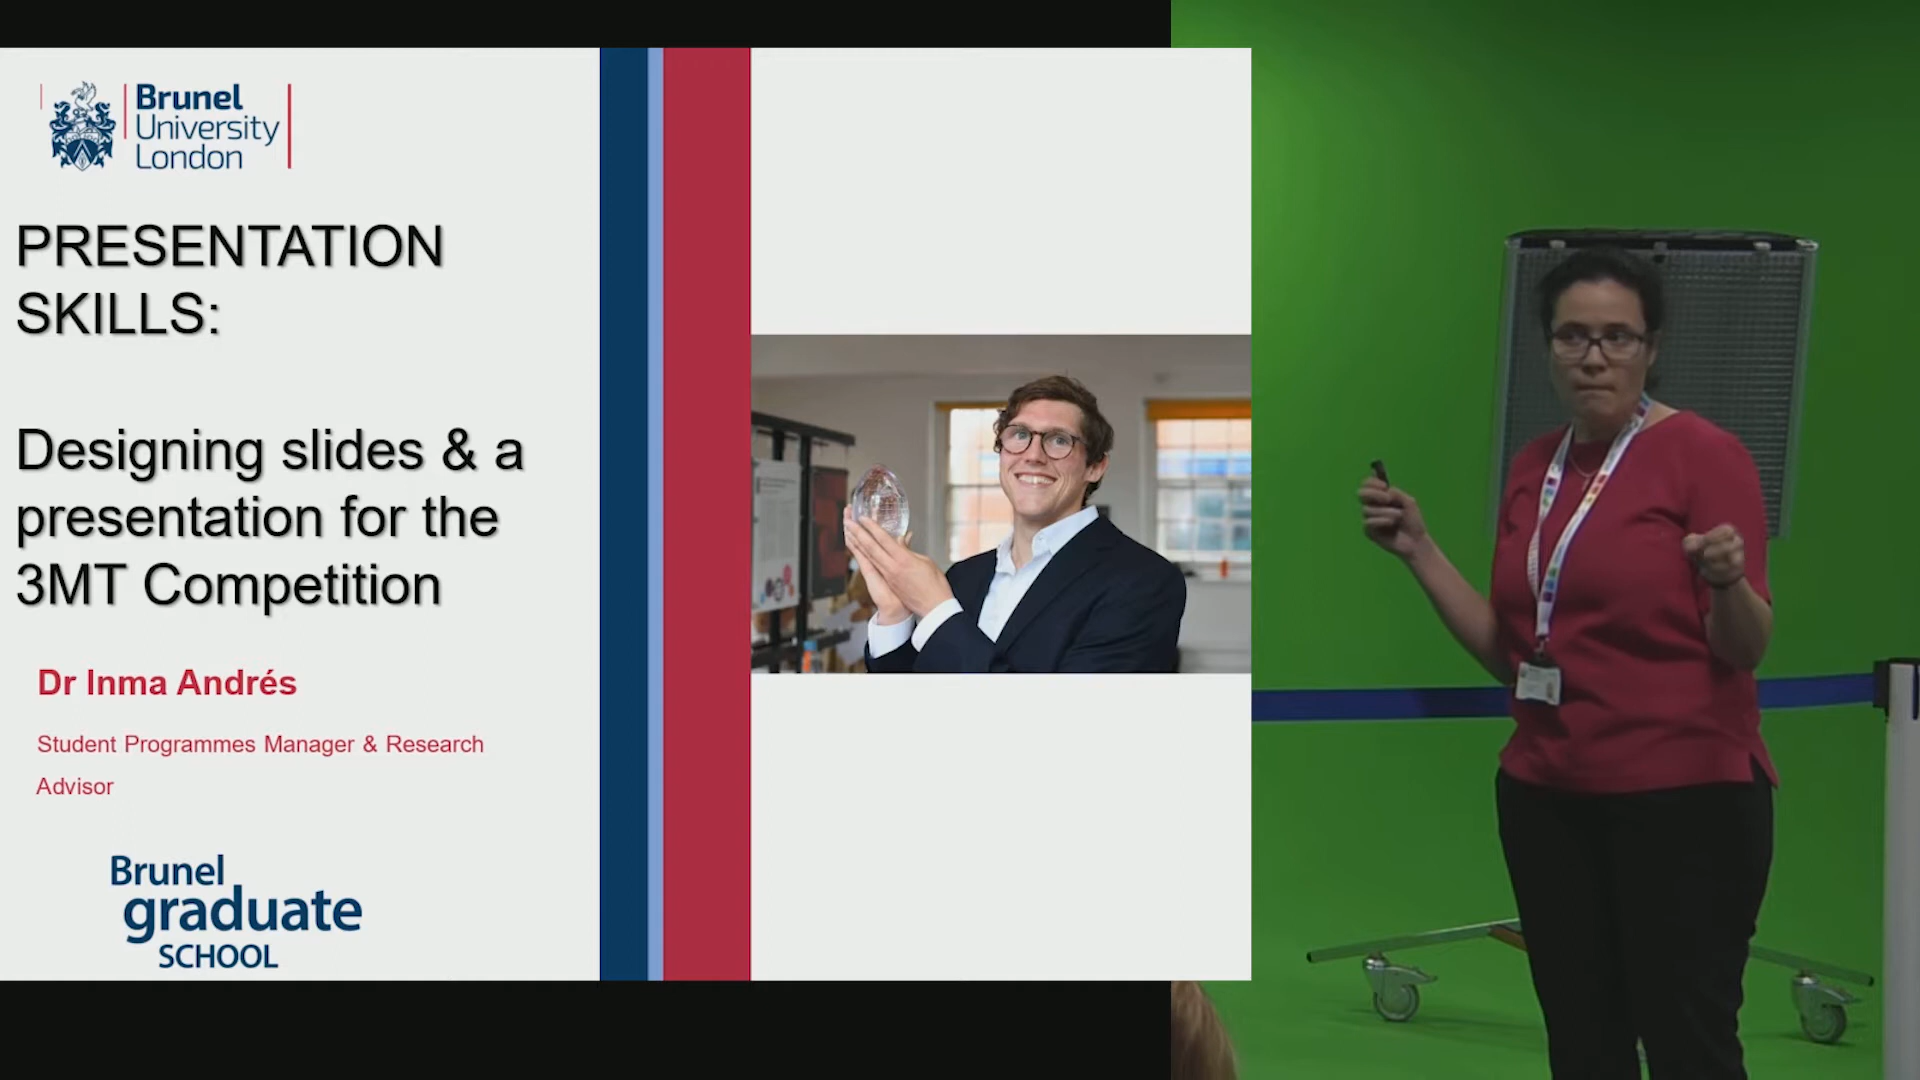 Brunel
University
London
PRESENTATION
SKILLS:
Designing slides & a
presentation for the
3MT Competition
Dr Inma Andrés
Student Programmes Manager & Research
Advisor
Brunel
graduate
SCHOOL